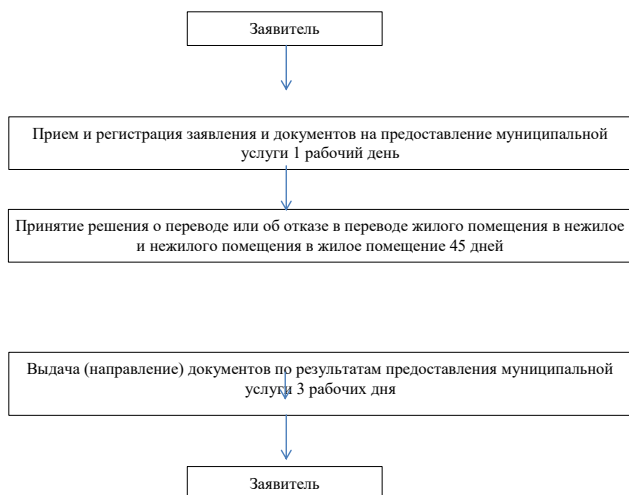 Заявитель
Прием и регистрация заявления и документов на предоставление муниципальной
услуги 1 рабочий день
Принятие решения о переводе или об отказе в переводе жилого помещения в нежилое
и нежилого помещения в жилое помещение 45 дней
Выдача (направление) документов по результатам предоставления муниципальной
услуги 3 рабочих дня
Заявитель